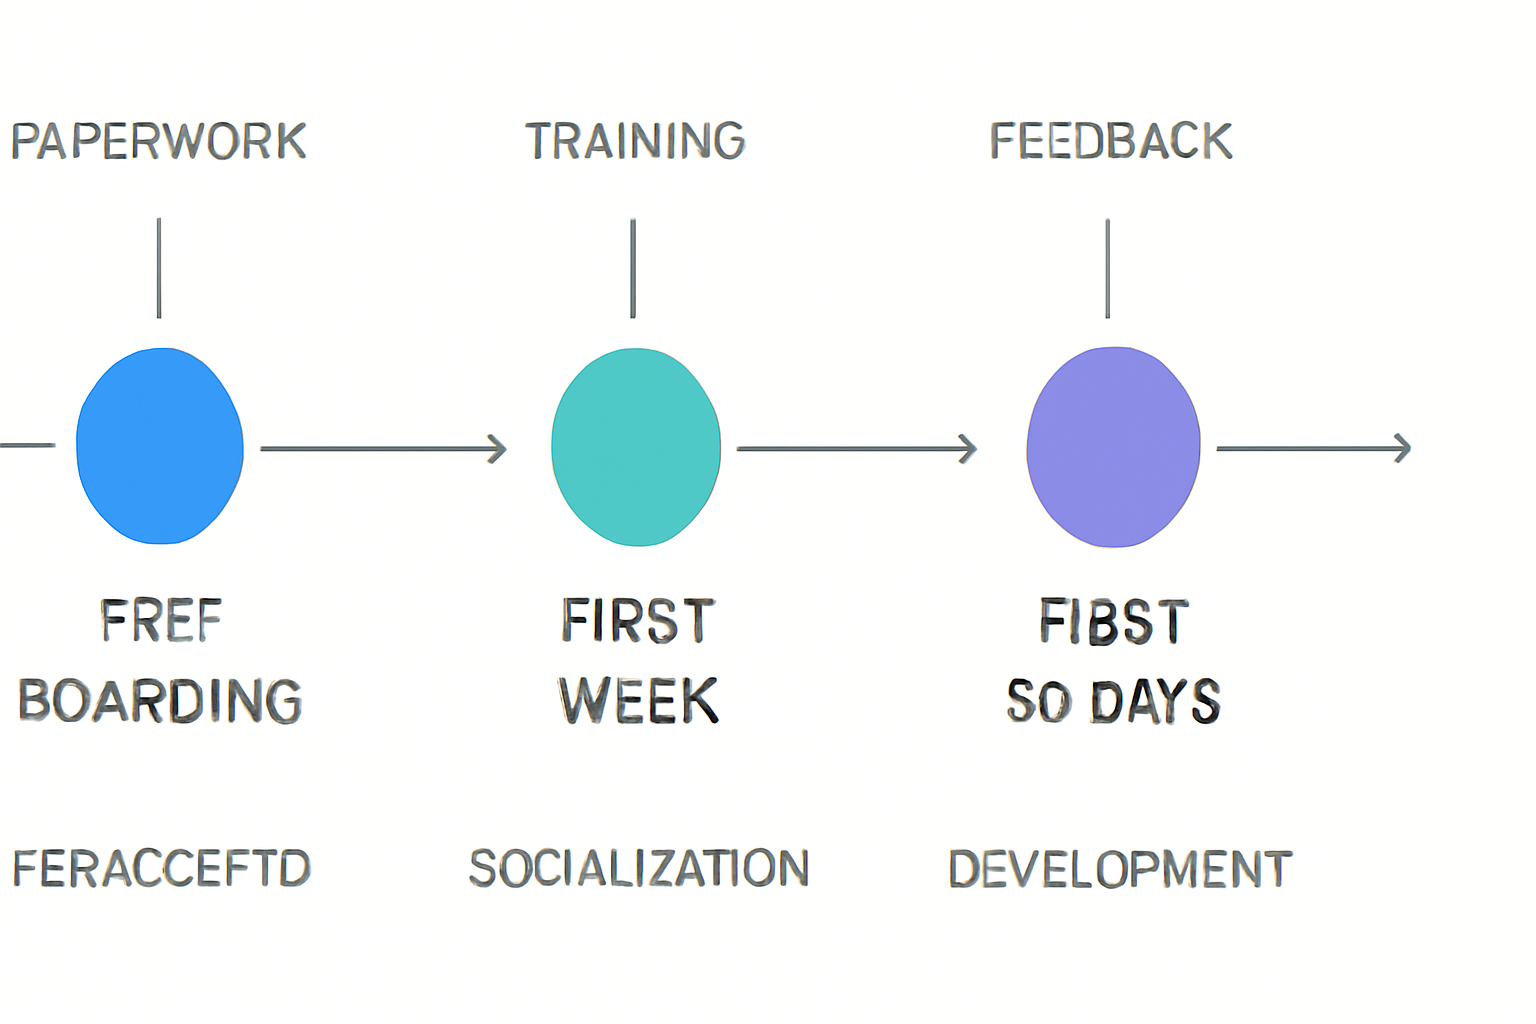 PAPERWORK
TRAINING
FEEDBACK
FREF
BOARDING
FIRST
WEEK
FIBST
SO DAYS
FERACCEFTD
SOCIALIZATION
DEVELOPMENT